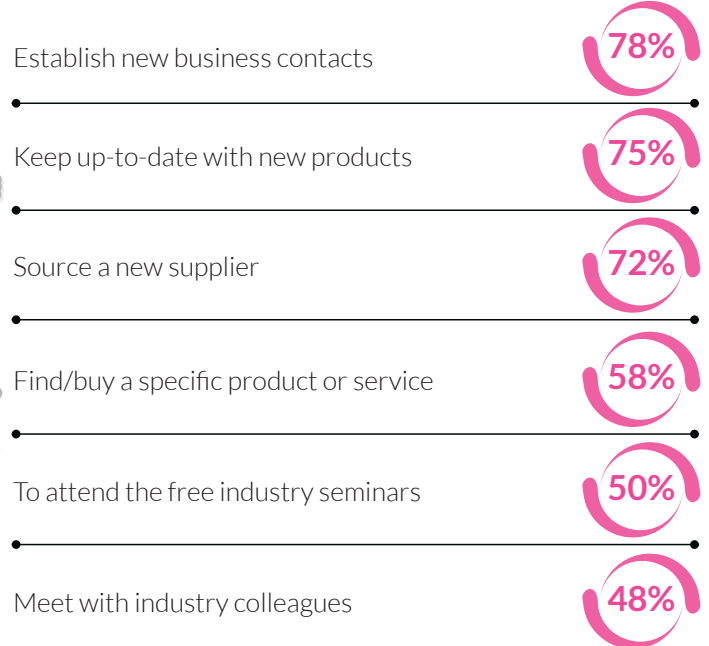 Establish new business contacts 78%
Keep up-to-date with new products 75%
Source a new supplier 72%
Find/buy a specific product or service 58%
To attend the free industry seminars 50%
Meet with industry colleagues 48%